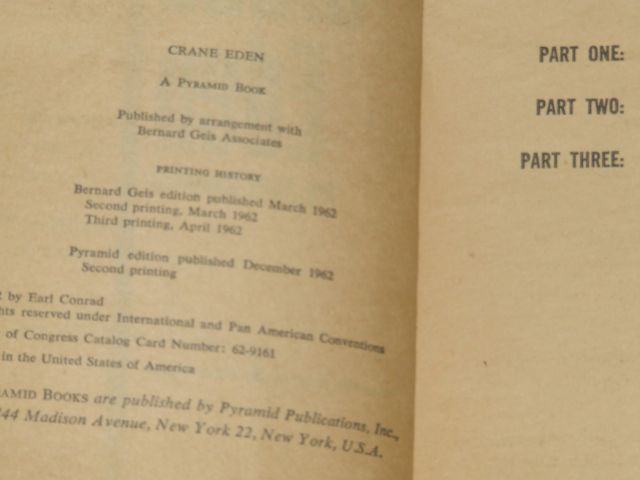 CRANE EDEN
A PYRAMID BOOK
Published by arrangement with
Bernard Geis Associates
PRINTING HISTORY
Bernard Geis edition published March 1962
Second printing, March 1962
Third printing, April 1962
Pyramid edition published December 1962
Second printing
by Earl Conrad
reserved under International and Pan American Conventions
of Congress Catalog Card Number: 62-9161
in the United States of America
BOOKS are published by Pyramid Publications, Inc.,
444 Madison Avenue, New York 22, New York, U.S.A.
PART ONE:
PART TWO:
PART THREE: